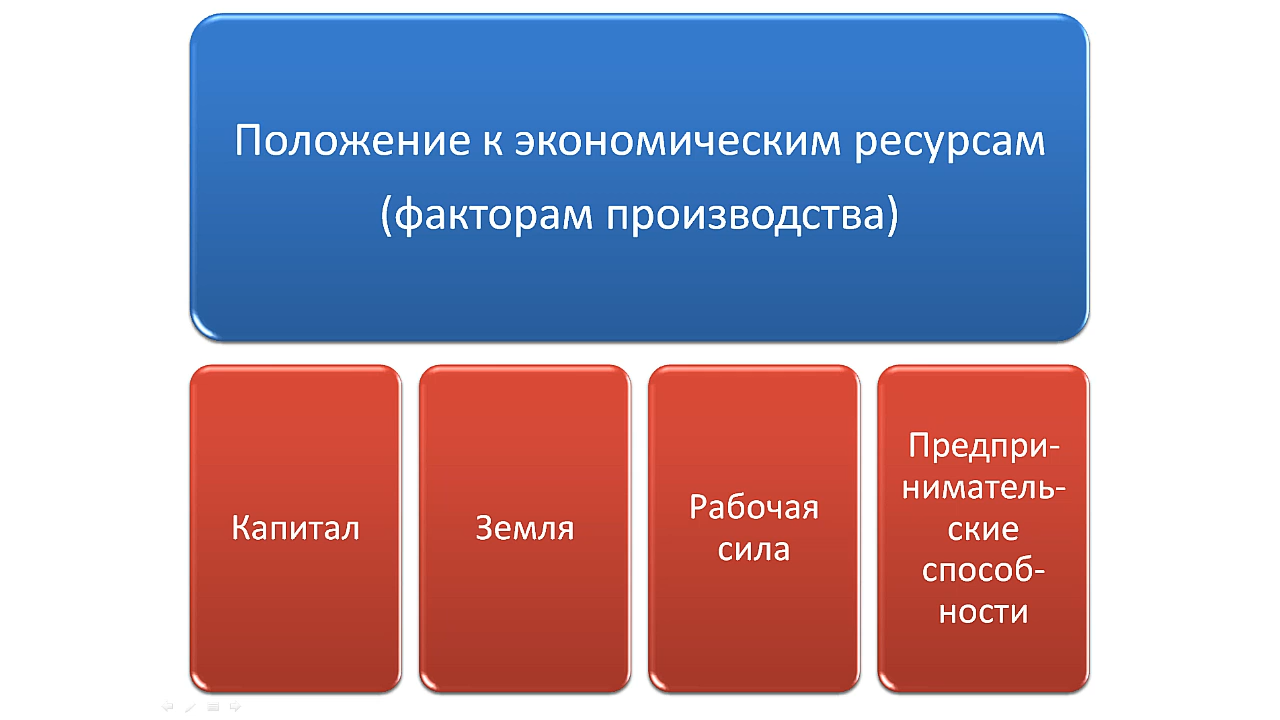 Положение к экономическим ресурсам
(факторам производства)
Капитал
Земля
Рабочая
сила
Предпри-
ниматель-
ские
способ-
ности